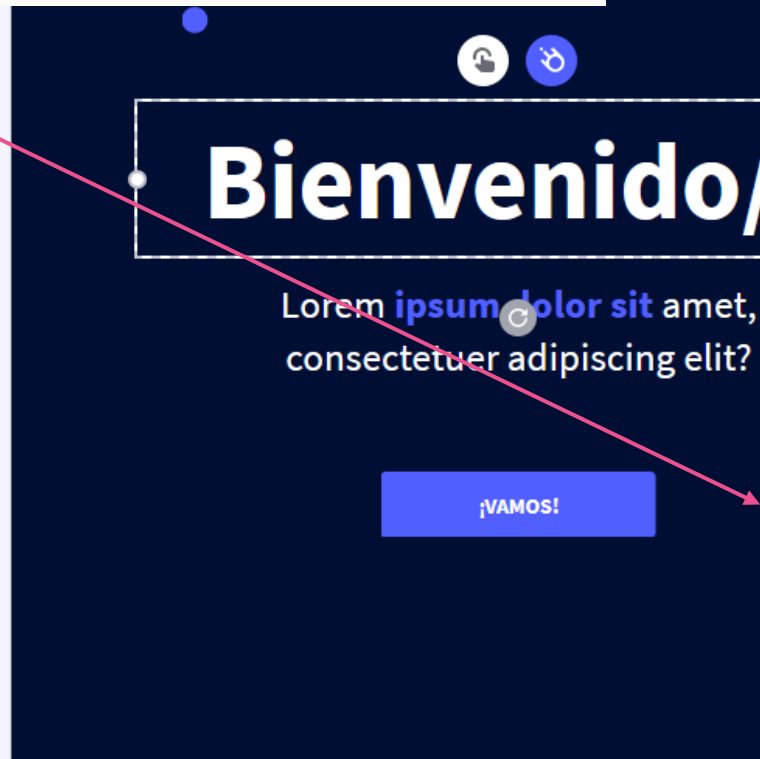 Bienvenido/
Lorem ipsum dolor sit amet,
consectetuer adipiscing elit?
¡VAMOS!